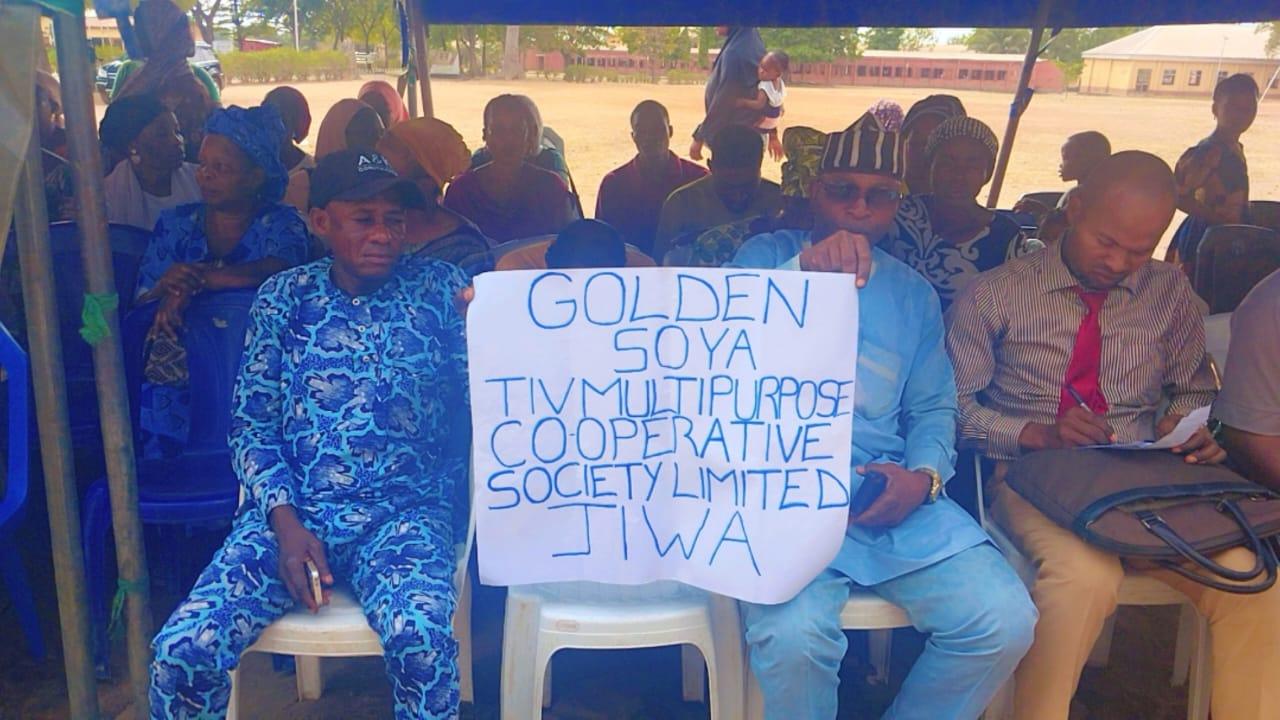 GOLDEN
SOYA
TIV MULTIPURPOSE
CO-OPERATIVE
SOCIETY LIMITED
JIWA